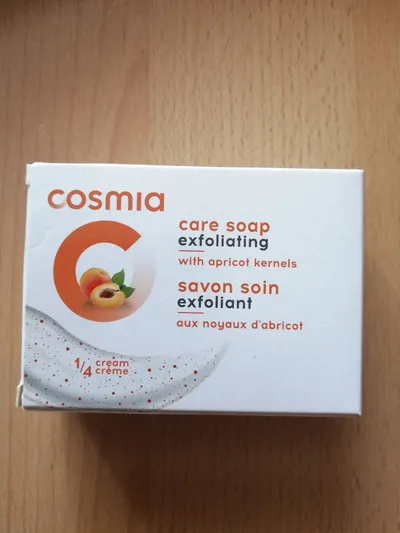 cosmia
care soap
exfoliating
with apricot kernels
savon soin
exfoliant
aux noyaux d'abricot
1/4 cream
crème